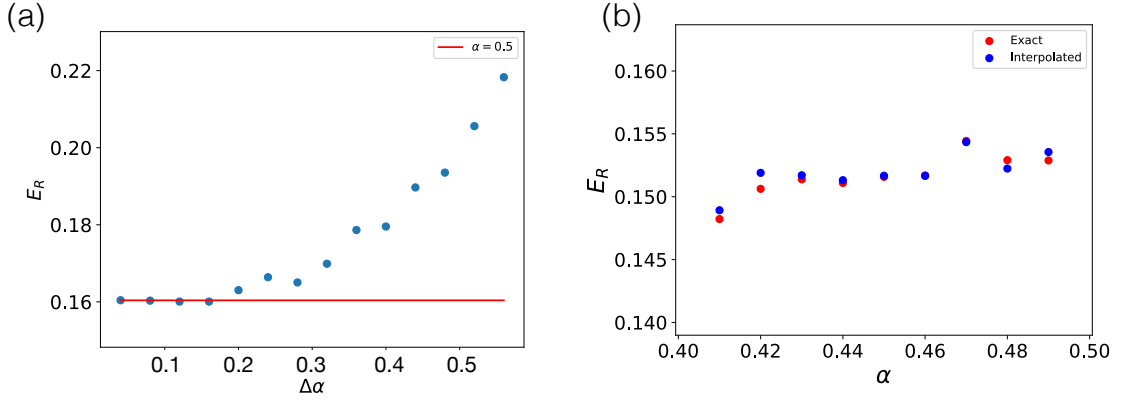 (a)
α = 0.5
0.22
0.20
0.18
0.16
E_R
0.1 0.2 0.3 0.4 0.5
Δα
(b)
Exact
Interpolated
0.160
0.155
0.150
0.145
0.140
E_R
0.40 0.42 0.44 0.46 0.48 0.50
α